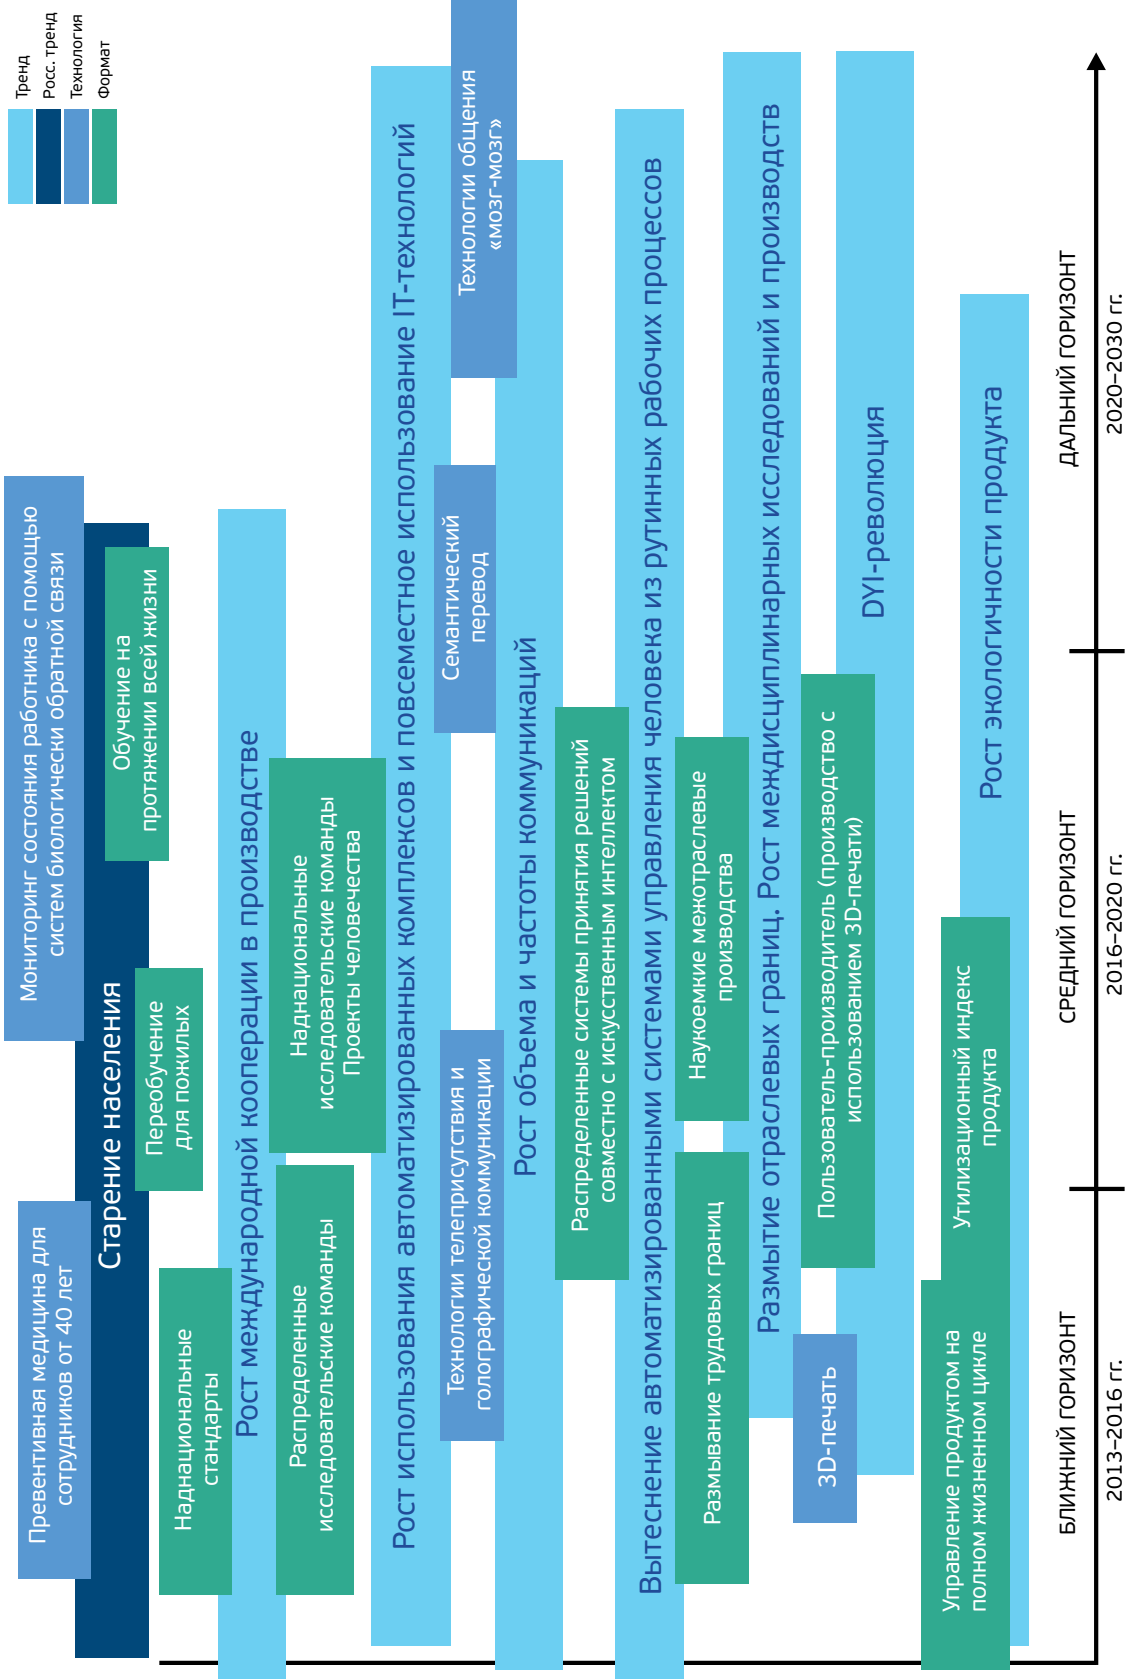 Тренд
Росс. тренд
Технология
Формат
Превентивная медицина для
сотрудников от 40 лет
Мониторинг состояния работника с помощью
систем биологически обратной связи
Старение населения
Обучение на
протяжении всей жизни
Переобучение
для пожилых
Наднациональные
стандарты
Рост международной кооперации в производстве
Распределенные
исследовательские команды
Наднациональные
исследовательские команды
Проекты человечества
Рост использования автоматизированных комплексов и повсеместное использование IT-технологий
Технологии телеприсутствия и
голографической коммуникации
Семантический
перевод
Технологии общения
«мозг-мозг»
Рост объема и частоты коммуникаций
Распределенные системы принятия решений
совместно с искусственным интеллектом
Вытеснение автоматизированными системами управления человека из рутинных рабочих процессов
Размывание трудовых границ
Наукоемкие межотраслевые
производства
Размытие отраслевых границ. Рост междисциплинарных исследований и производств
3D-печать
Пользователь-производитель (производство с
использованием 3D-печати)
DYI-революция
Управление продуктом на
полном жизненном цикле
Утилизационный индекс
продукта
Рост экологичности продукта
БЛИЖНИЙ ГОРИЗОНТ
2013–2016 гг.
СРЕДНИЙ ГОРИЗОНТ
2016–2020 гг.
ДАЛЬНИЙ ГОРИЗОНТ
2020–2030 гг.